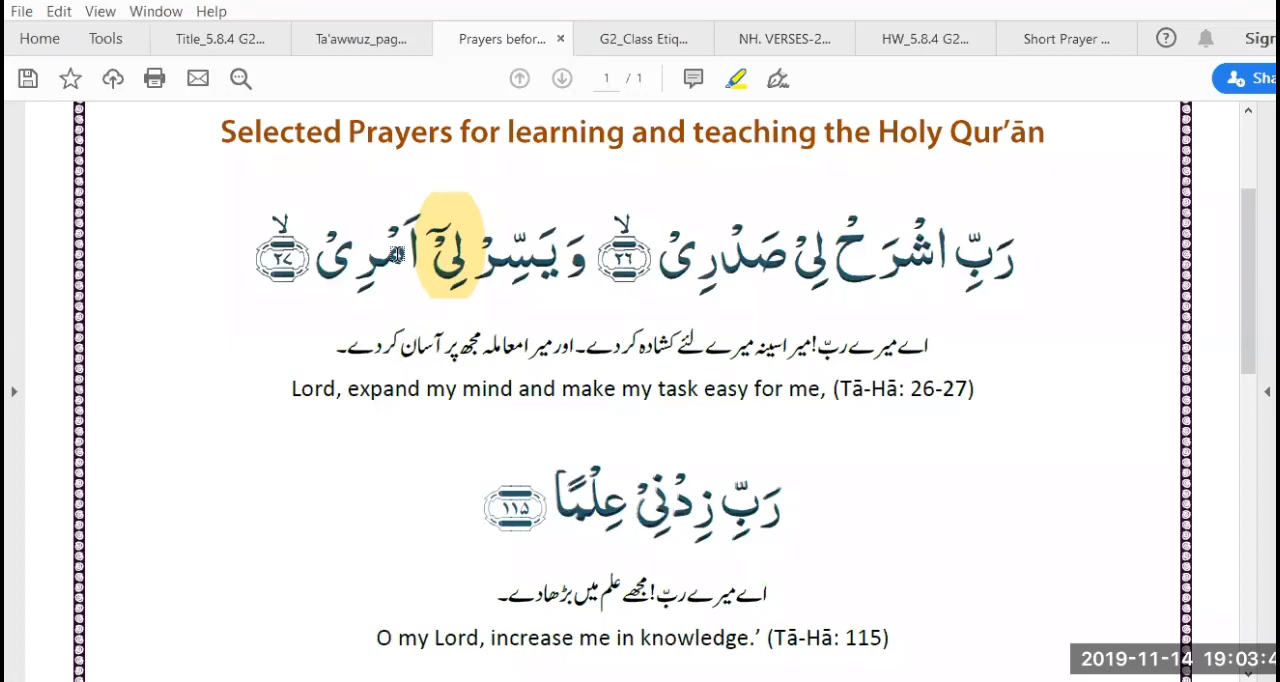 File Edit View Window Help
Home Tools Title_5.8.4 G2... Ta'awwuz_pag... Prayers befor... × G2_Class Etiq... NH. VERSES-2... HW_5.8.4 G2... Short Prayer ... Sign
1 / 1 Sha
Selected Prayers for learning and teaching the Holy Qur’ān
رَبِّ اشْرَحْ لِیْ صَدْرِیْ ۙ﴿۲۶﴾ وَ یَسِّرْ لِیْۤ اَمْرِیْ ۙ﴿۲۷﴾
اے میرے ربّ! میرا سینہ میرے لئے کشادہ کر دے۔ اور میرا معاملہ مجھ پر آسان کر دے۔
Lord, expand my mind and make my task easy for me, (Tā-Hā: 26-27)
رَبِّ زِدْنِیْ عِلْمًا ﴿۱۱۵﴾
اے میرے ربّ! مجھے علم میں بڑھا دے۔
O my Lord, increase me in knowledge.’ (Tā-Hā: 115)
2019-11-14 19:03:4